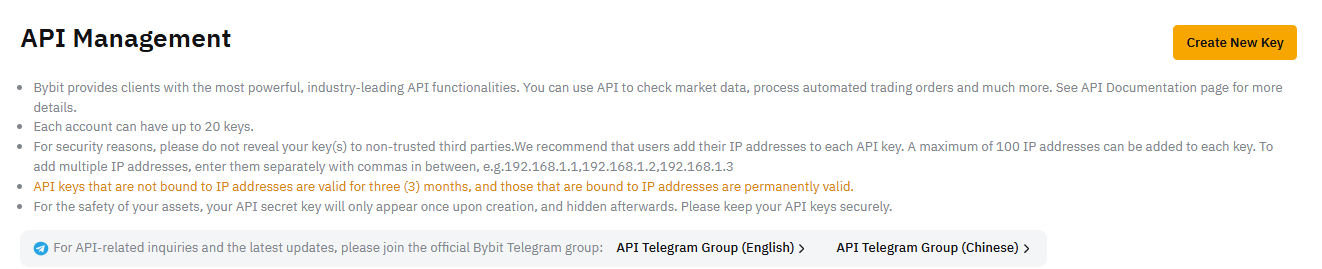 API Management
Create New Key
Bybit provides clients with the most powerful, industry-leading API functionalities. You can use API to check market data, process automated trading orders and much more. See API Documentation page for more
details.
Each account can have up to 20 keys.
For security reasons, please do not reveal your key(s) to non-trusted third parties.We recommend that users add their IP addresses to each API key. A maximum of 100 IP addresses can be added to each key. To
add multiple IP addresses, enter them separately with commas in between, e.g.192.168.1.1,192.168.1.2,192.168.1.3
API keys that are not bound to IP addresses are valid for three (3) months, and those that are bound to IP addresses are permanently valid.
For the safety of your assets, your API secret key will only appear once upon creation, and hidden afterwards. Please keep your API keys securely.
For API-related inquiries and the latest updates, please join the official Bybit Telegram group: API Telegram Group (English) > API Telegram Group (Chinese) >